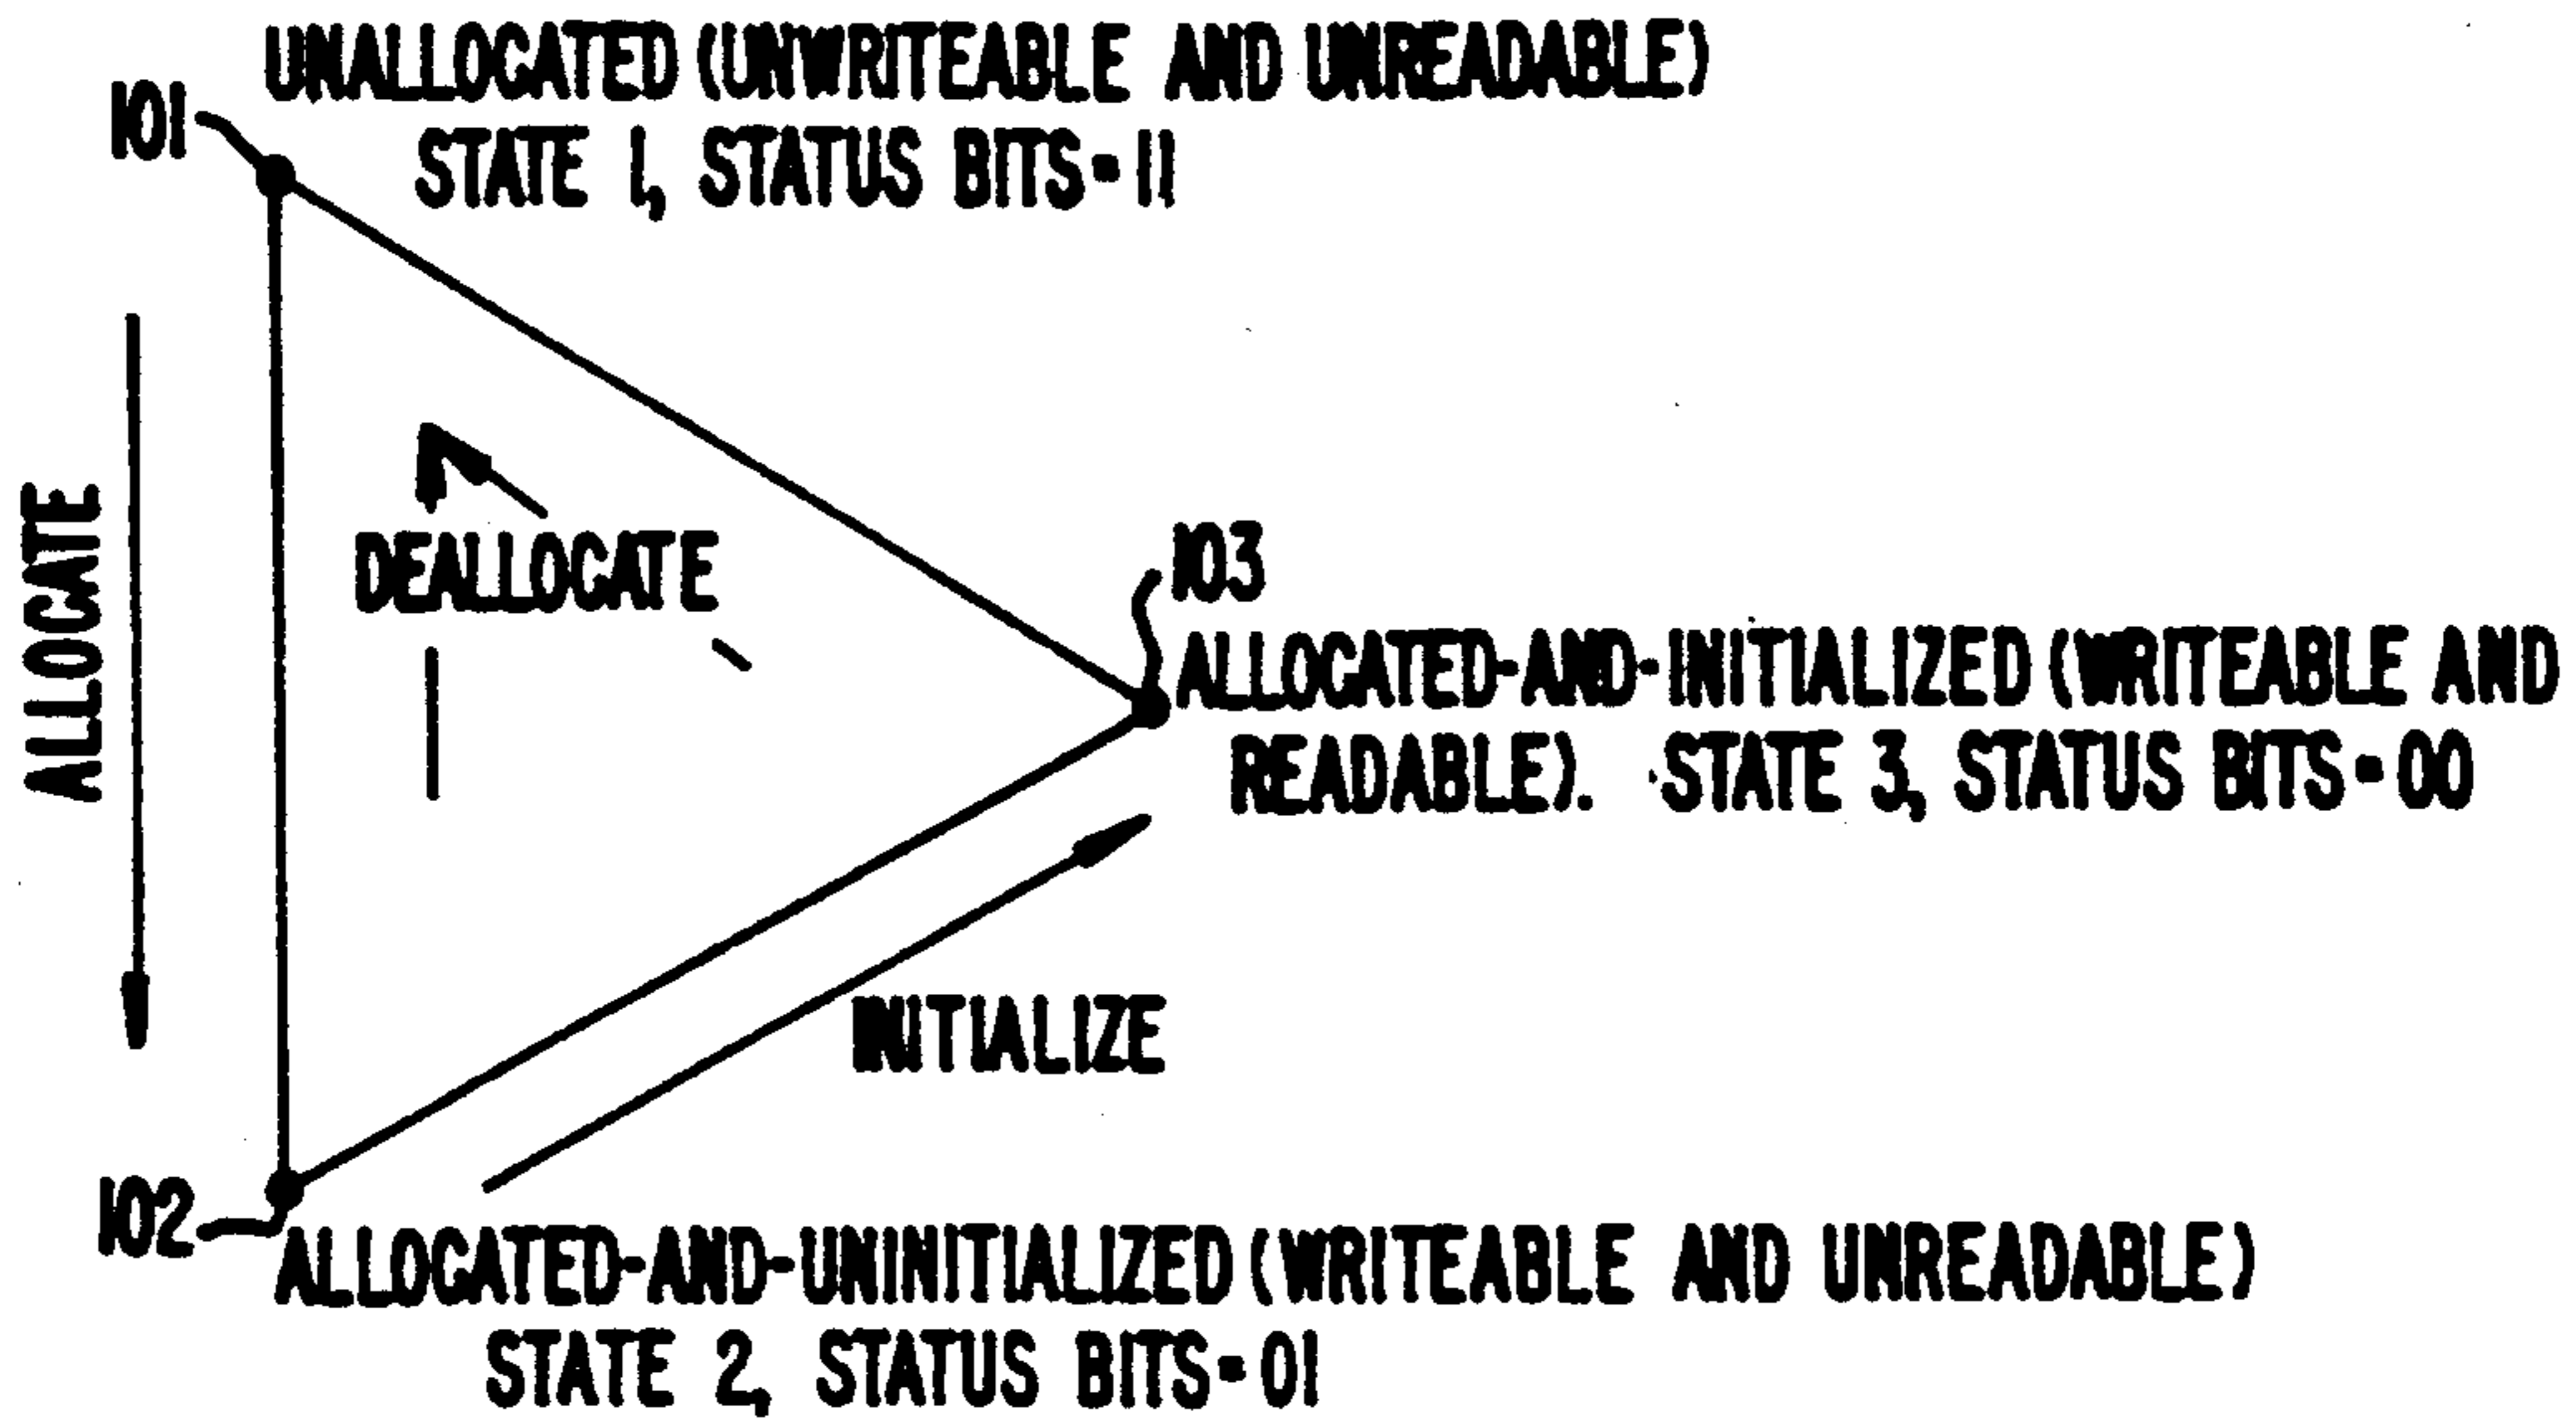 101
UNALLOCATED (UNWRITEABLE AND UNREADABLE)
STATE 1, STATUS BITS=11
ALLOCATE
DEALLOCATE
103
ALLOCATED-AND-INITIALIZED (WRITEABLE AND
READABLE). STATE 3, STATUS BITS=00
INITIALIZE
102
ALLOCATED-AND-UNINITIALIZED (WRITEABLE AND UNREADABLE)
STATE 2, STATUS BITS=01